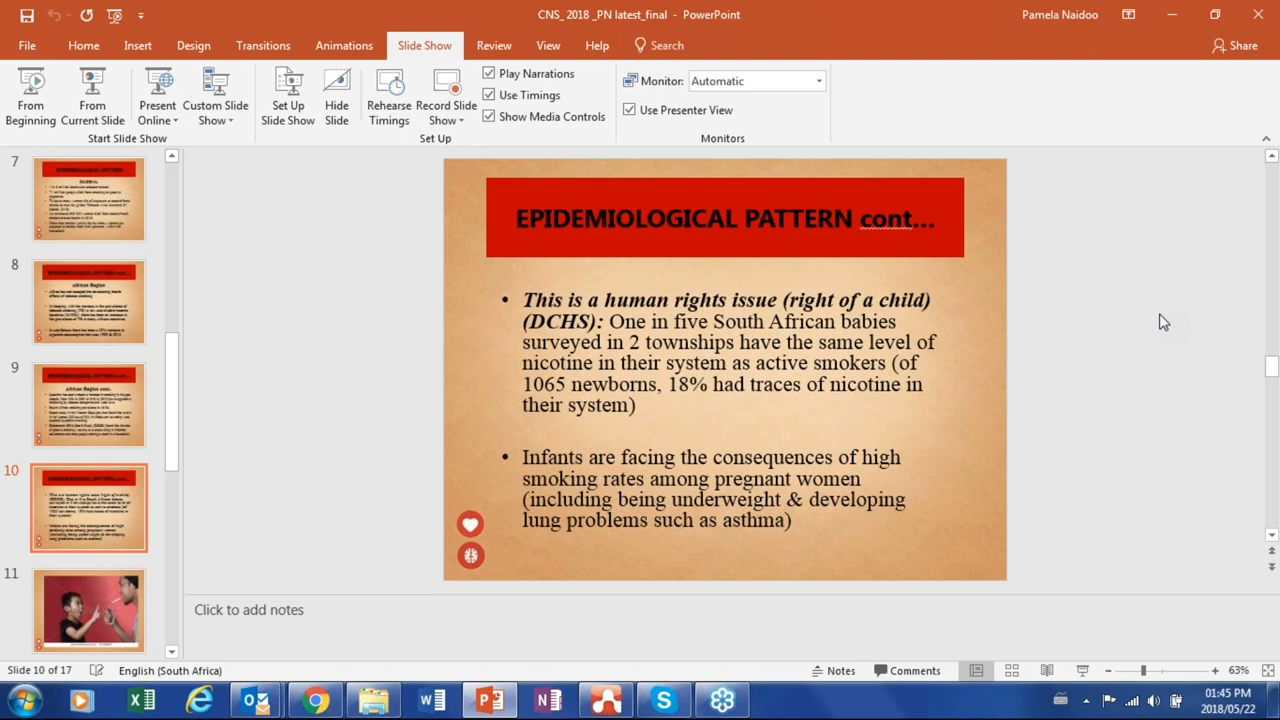 CNS_ 2018 _PN latest_final - PowerPoint
Pamela Naidoo
File Home Insert Design Transitions Animations Slide Show Review View Help Search Share
From Beginning
From Current Slide
Present Online
Custom Slide Show
Start Slide Show
Set Up Slide Show
Hide Slide
Rehearse Timings
Record Slide Show
Play Narrations
Use Timings
Show Media Controls
Set Up
Monitor: Automatic
Use Presenter View
Monitors
7
8
9
10
11
EPIDEMIOLOGICAL PATTERN cont...
• This is a human rights issue (right of a child)
(DCHS): One in five South African babies
surveyed in 2 townships have the same level of
nicotine in their system as active smokers (of
1065 newborns, 18% had traces of nicotine in
their system)
• Infants are facing the consequences of high
smoking rates among pregnant women
(including being underweight & developing
lung problems such as asthma)
Click to add notes
Slide 10 of 17 English (South Africa) Notes Comments 63%
01:45 PM
2018/05/22